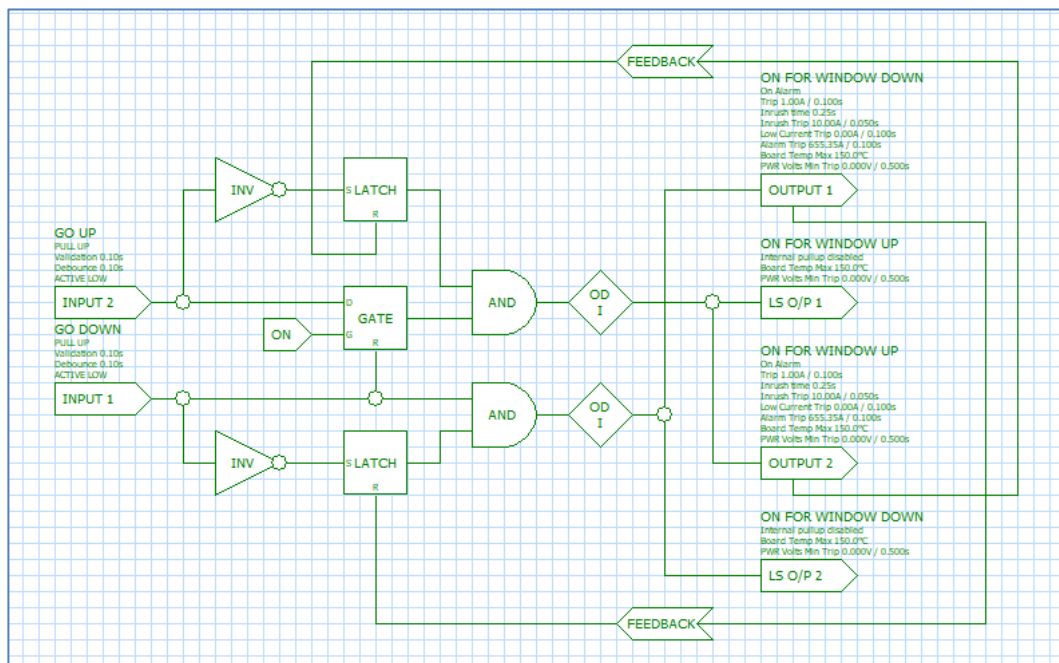 FEEDBACK
ON FOR WINDOW DOWN
On Alarm
Trip 1.00A / 0.100s
Inrush time 0.25s
Inrush Trip 10.00A / 0.050s
Low Current Trip 0.00A / 0.100s
Alarm Trip 655.35A / 0.100s
Board Temp Max 150.0°C
PWR Volts Min Trip 0.000V / 0.500s
OUTPUT 1
INV
S LATCH
R
GO UP
PULL UP
Validation 0.10s
Debounce 0.10s
ACTIVE LOW
INPUT 2
ON FOR WINDOW UP
Internal pullup disabled
Board Temp Max 150.0°C
PWR Volts Min Trip 0.000V / 0.500s
LS O/P 1
D
GATE
G
R
ON
AND
OD
I
GO DOWN
PULL UP
Validation 0.10s
Debounce 0.10s
ACTIVE LOW
INPUT 1
ON FOR WINDOW UP
On Alarm
Trip 1.00A / 0.100s
Inrush time 0.25s
Inrush Trip 10.00A / 0.050s
Low Current Trip 0.00A / 0.100s
Alarm Trip 655.35A / 0.100s
Board Temp Max 150.0°C
PWR Volts Min Trip 0.000V / 0.500s
OUTPUT 2
AND
OD
I
INV
S LATCH
R
ON FOR WINDOW DOWN
Internal pullup disabled
Board Temp Max 150.0°C
PWR Volts Min Trip 0.000V / 0.500s
LS O/P 2
FEEDBACK